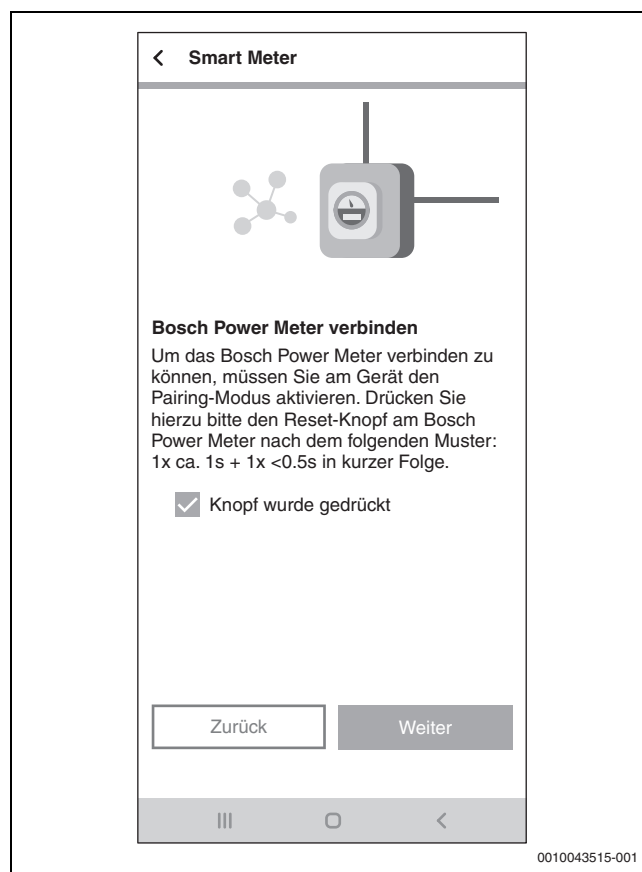 Smart Meter
Bosch Power Meter verbinden
Um das Bosch Power Meter verbinden zu
können, müssen Sie am Gerät den
Pairing-Modus aktivieren. Drücken Sie
hierzu bitte den Reset-Knopf am Bosch
Power Meter nach dem folgenden Muster:
1x ca. 1s + 1x <0.5s in kurzer Folge.
Knopf wurde gedrückt
Zurück
Weiter
0010043515-001